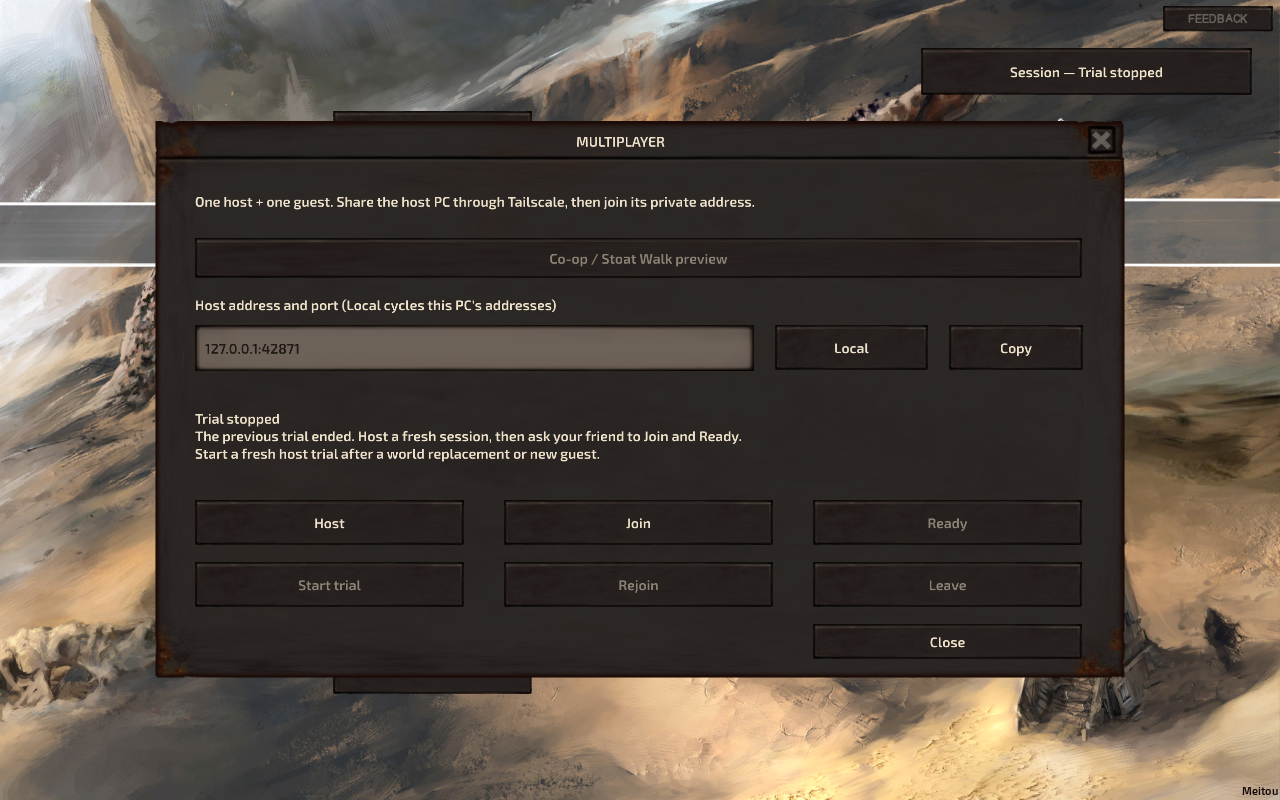 FEEDBACK
Session — Trial stopped
MULTIPLAYER
One host + one guest. Share the host PC through Tailscale, then join its private address.
Co-op / Stoat Walk preview
Host address and port (Local cycles this PC's addresses)
127.0.0.1:42871
Local
Copy
Trial stopped
The previous trial ended. Host a fresh session, then ask your friend to Join and Ready.
Start a fresh host trial after a world replacement or new guest.
Host
Join
Ready
Start trial
Rejoin
Leave
Close
Meitou